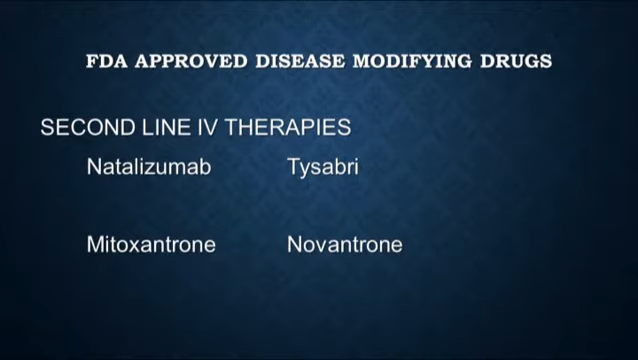 FDA APPROVED DISEASE MODIFYING DRUGS
SECOND LINE IV THERAPIES
Natalizumab Tysabri
Mitoxantrone Novantrone